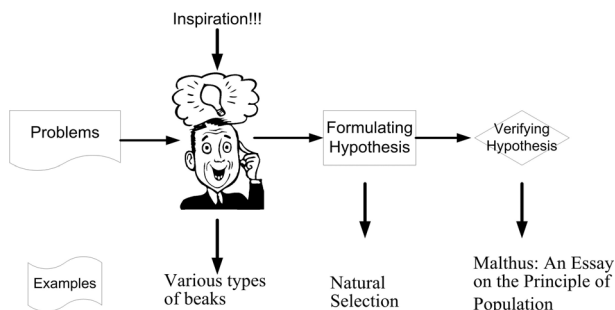 Inspiration!!!
Problems
Formulating
Hypothesis
Verifying
Hypothesis
Examples
Various types
of beaks
Natural
Selection
Malthus: An Essay
on the Principle of
Population